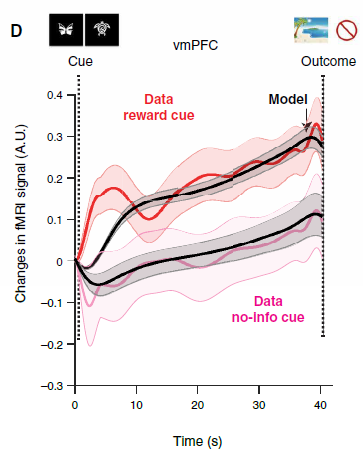 D
vmPFC
Cue
Outcome
Data
reward cue
Model
Data
no-info cue
Changes in fMRI signal (A.U.)
0.4
0.3
0.2
0.1
0
−0.1
−0.2
−0.3
0
10
20
30
40
Time (s)